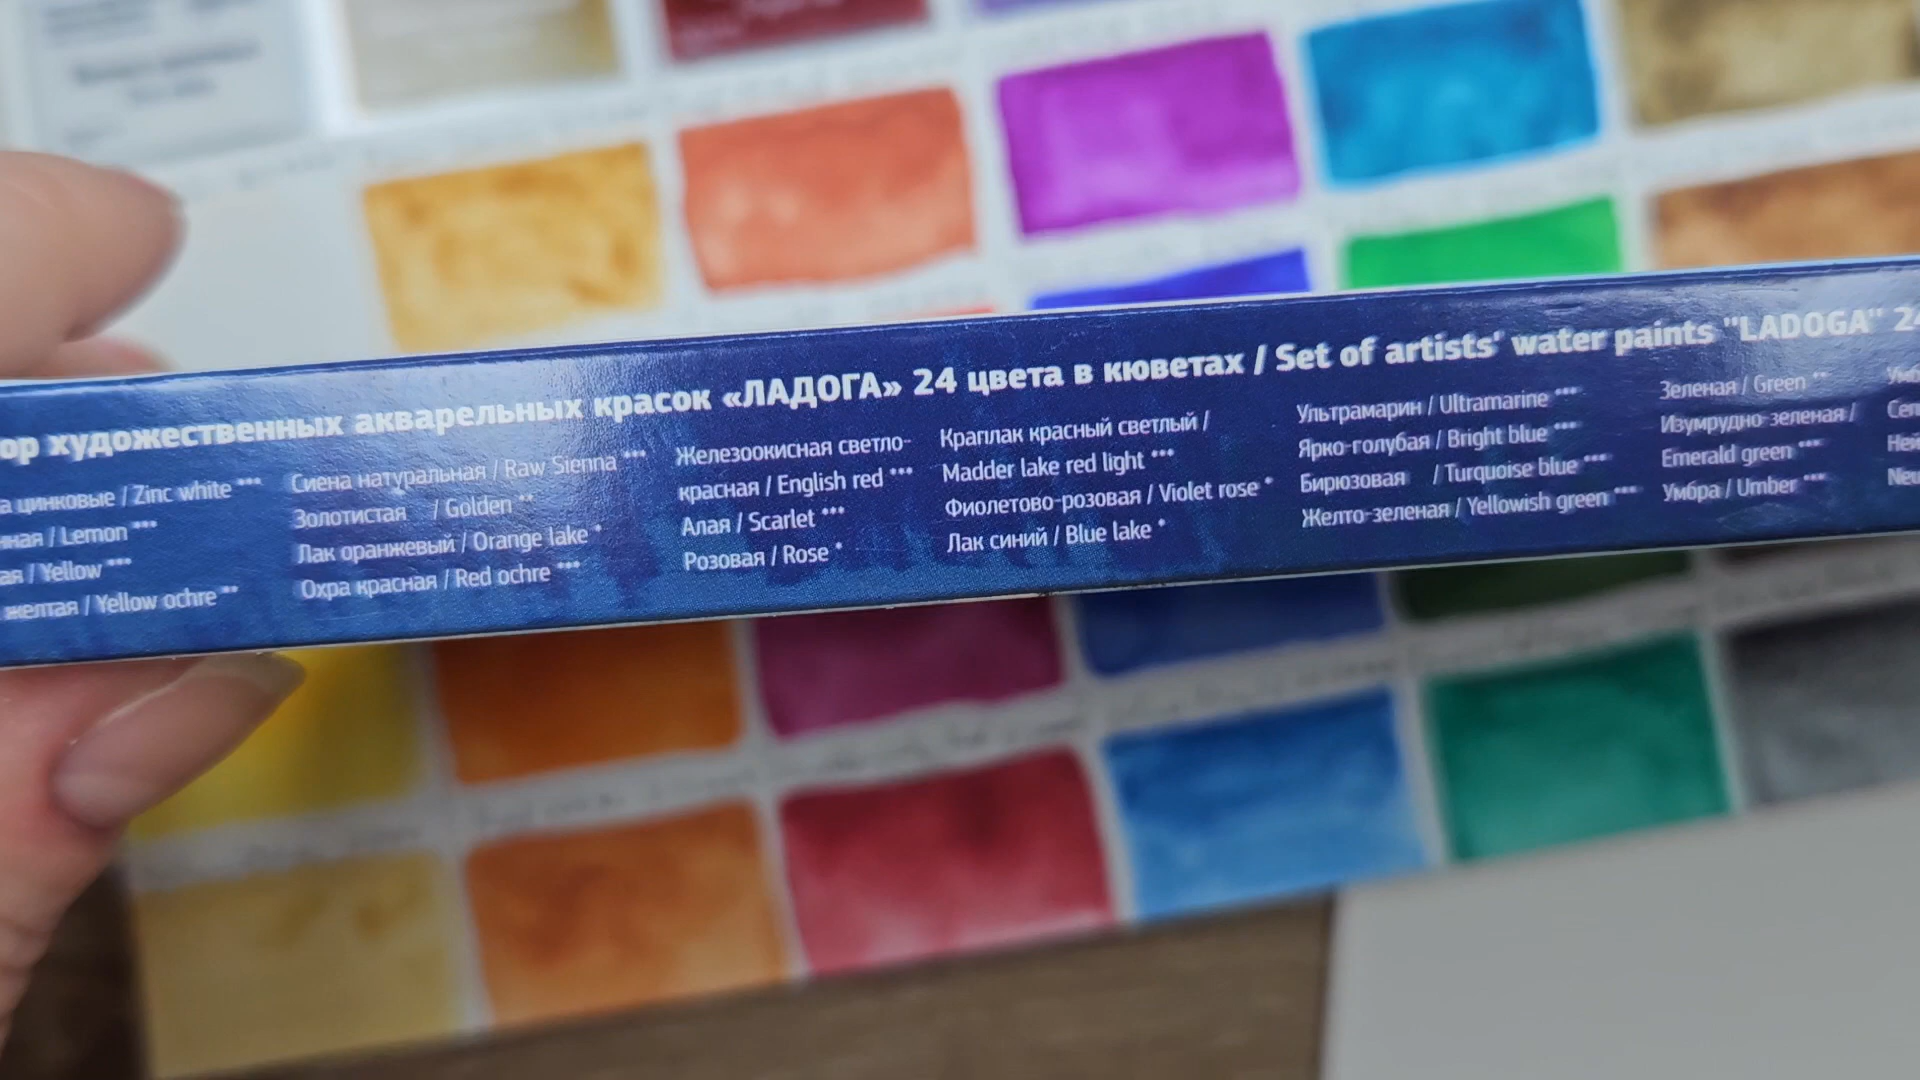 художественных акварельных красок «ЛАДОГА» 24 цвета в кюветах / Set of artists' water paints "LADOGA"
цинковые / Zinc white ***
/ Lemon ***
/ Yellow ***
желтая / Yellow ochre **
Сиена натуральная / Raw Sienna ***
Золотистая / Golden **
Лак оранжевый / Orange lake *
Охра красная / Red ochre ***
Железоокисная светло-
красная / English red ***
Алая / Scarlet ***
Розовая / Rose *
Краплак красный светлый /
Madder lake red light ***
Фиолетово-розовая / Violet rose *
Лак синий / Blue lake *
Ультрамарин / Ultramarine ***
Ярко-голубая / Bright blue ***
Бирюзовая / Turquoise blue ***
Желто-зеленая / Yellowish green ***
Зеленая / Green **
Изумрудно-зеленая /
Emerald green ***
Умбра / Umber ***